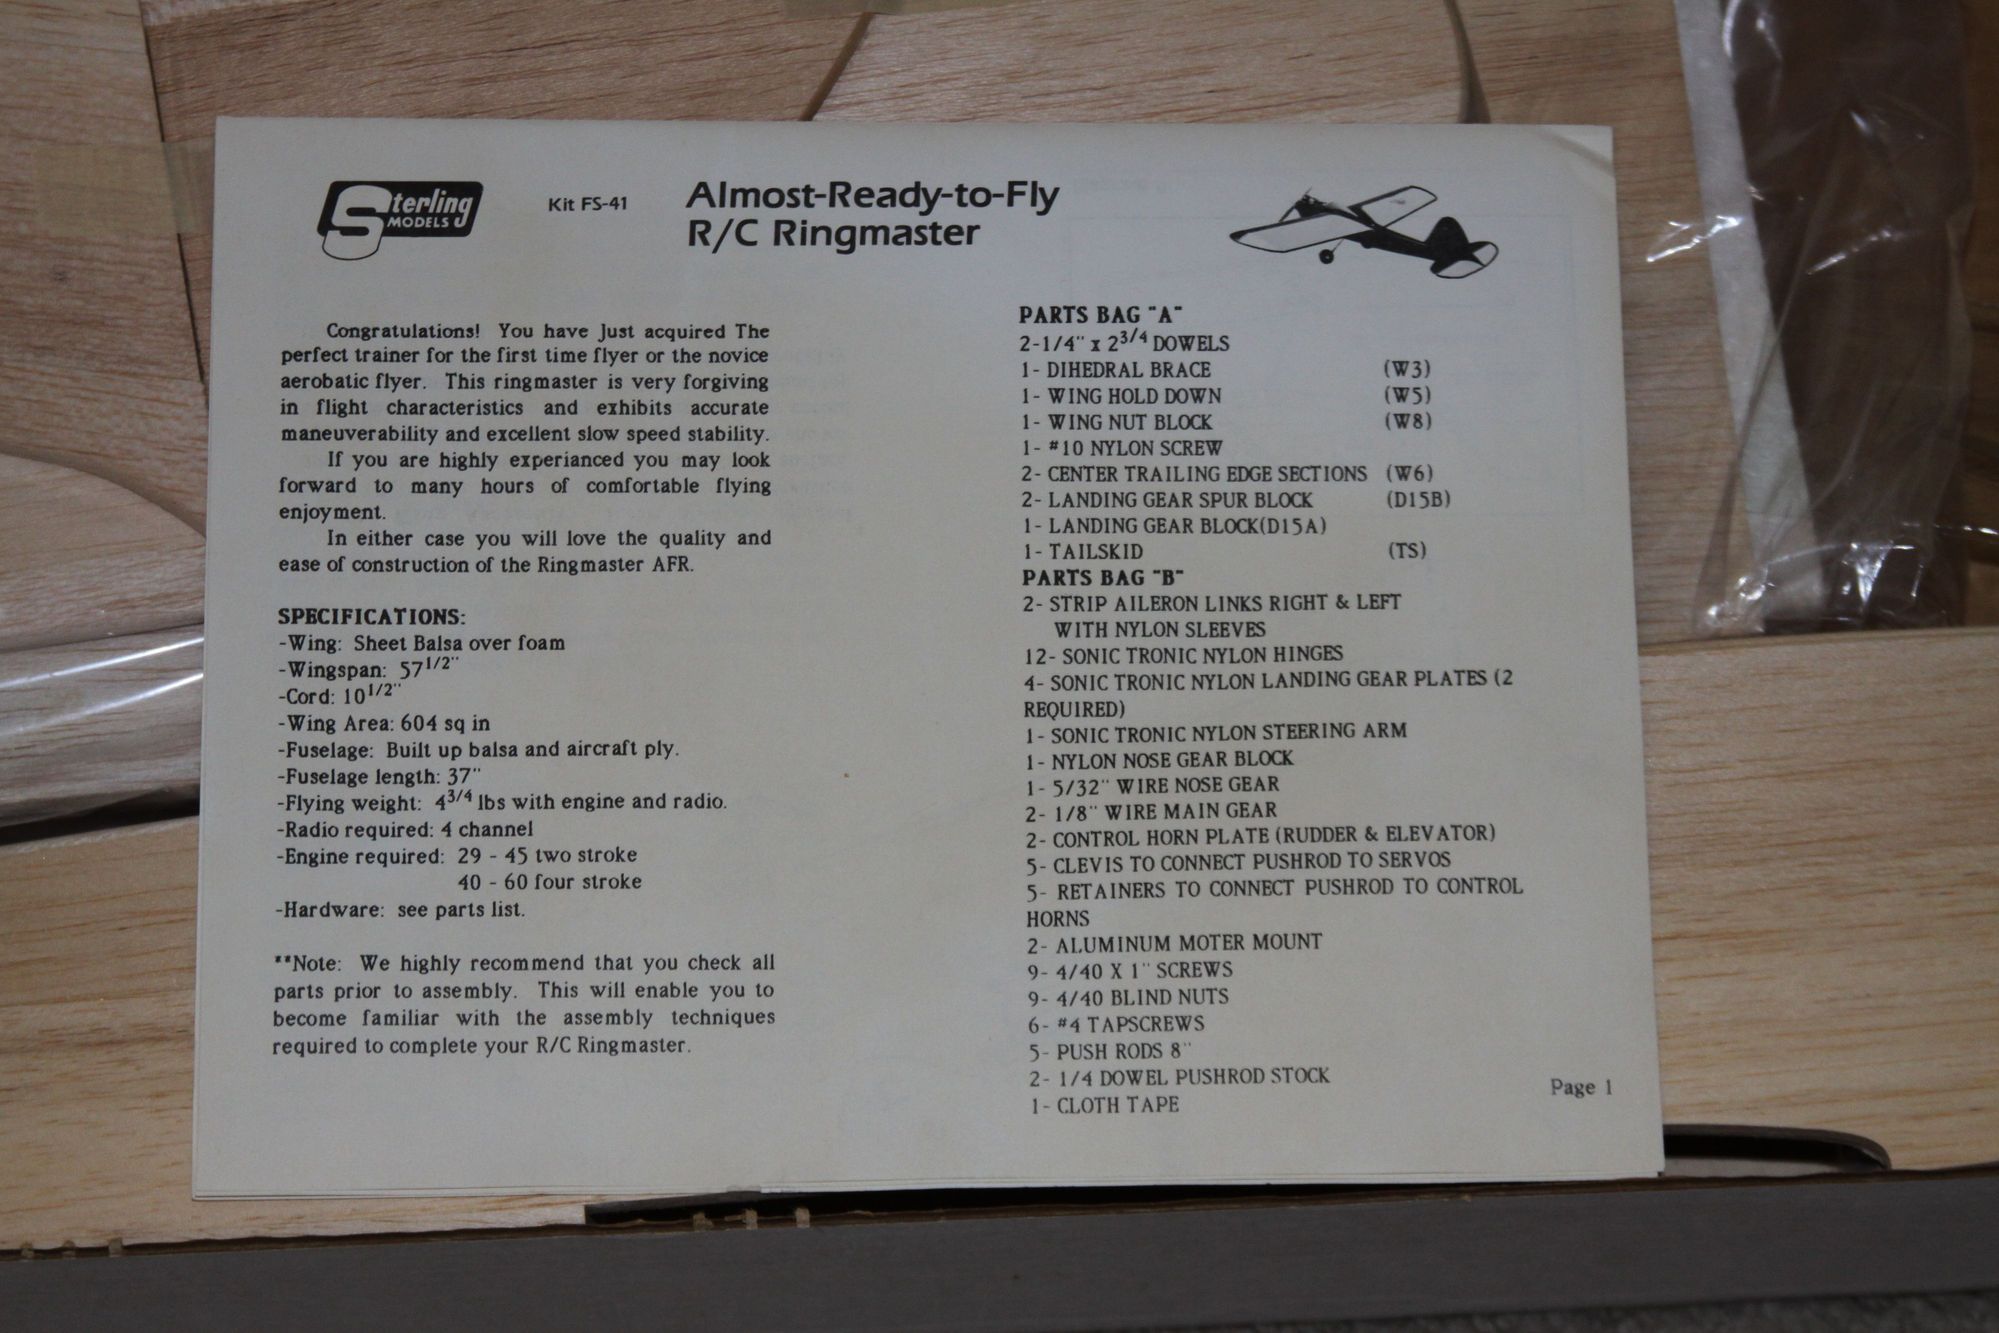 Sterling
MODELS
Kit FS-41
Almost-Ready-to-Fly
R/C Ringmaster
Congratulations! You have Just acquired The
perfect trainer for the first time flyer or the novice
aerobatic flyer. This ringmaster is very forgiving
in flight characteristics and exhibits accurate
maneuverability and excellent slow speed stability.
If you are highly experianced you may look
forward to many hours of comfortable flying
enjoyment.
In either case you will love the quality and
ease of construction of the Ringmaster AFR.
SPECIFICATIONS:
-Wing: Sheet Balsa over foam
-Wingspan: 57 1/2"
-Cord: 10 1/2"
-Wing Area: 604 sq in
-Fuselage: Built up balsa and aircraft ply.
-Fuselage length: 37"
-Flying weight: 4 3/4 lbs with engine and radio.
-Radio required: 4 channel
-Engine required: 29 - 45 two stroke
40 - 60 four stroke
-Hardware: see parts list.
**Note: We highly recommend that you check all
parts prior to assembly. This will enable you to
become familiar with the assembly techniques
required to complete your R/C Ringmaster.
PARTS BAG "A"
2-1/4" x 2 3/4 DOWELS
1- DIHEDRAL BRACE (W3)
1- WING HOLD DOWN (W5)
1- WING NUT BLOCK (W8)
1- #10 NYLON SCREW
2- CENTER TRAILING EDGE SECTIONS (W6)
2- LANDING GEAR SPUR BLOCK (D15B)
1- LANDING GEAR BLOCK(D15A)
1- TAILSKID (TS)
PARTS BAG "B"
2- STRIP AILERON LINKS RIGHT & LEFT
WITH NYLON SLEEVES
12- SONIC TRONIC NYLON HINGES
4- SONIC TRONIC NYLON LANDING GEAR PLATES (2
REQUIRED)
1- SONIC TRONIC NYLON STEERING ARM
1- NYLON NOSE GEAR BLOCK
1- 5/32" WIRE NOSE GEAR
2- 1/8" WIRE MAIN GEAR
2- CONTROL HORN PLATE (RUDDER & ELEVATOR)
5- CLEVIS TO CONNECT PUSHROD TO SERVOS
5- RETAINERS TO CONNECT PUSHROD TO CONTROL
HORNS
2- ALUMINUM MOTER MOUNT
9- 4/40 X 1" SCREWS
9- 4/40 BLIND NUTS
6- #4 TAPSCREWS
5- PUSH RODS 8"
2- 1/4 DOWEL PUSHROD STOCK
1- CLOTH TAPE
Page 1